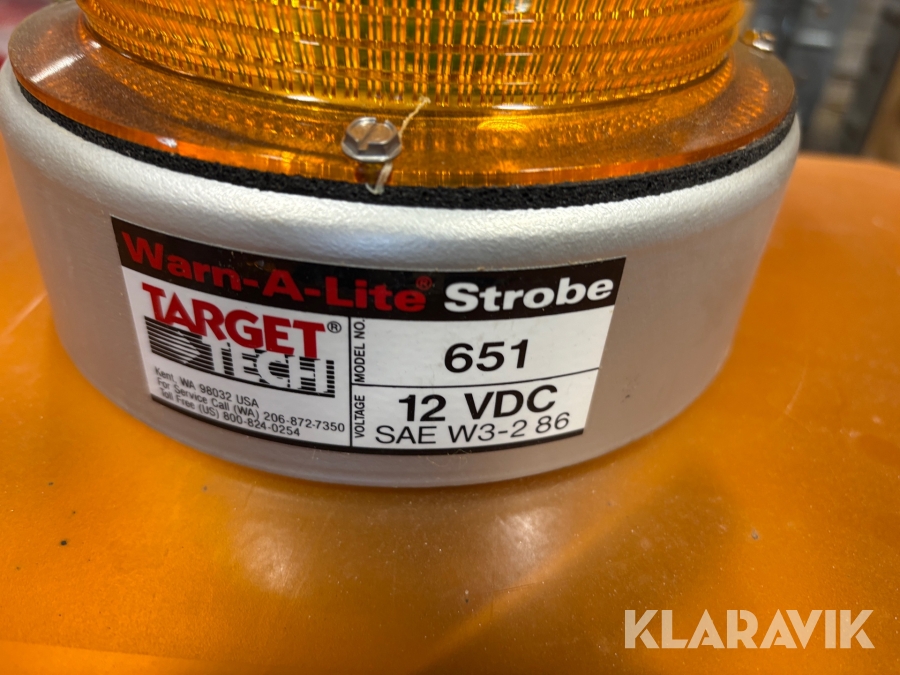 Warn-A-Lite® Strobe
TARGET®
TECH
Kent, WA 98032 USA
For Service Call (WA) 206-872-7350
Toll Free (US) 800-824-0254
MODEL NO.
651
VOLTAGE
12 VDC
SAE W3-2 86
KLARAVIK